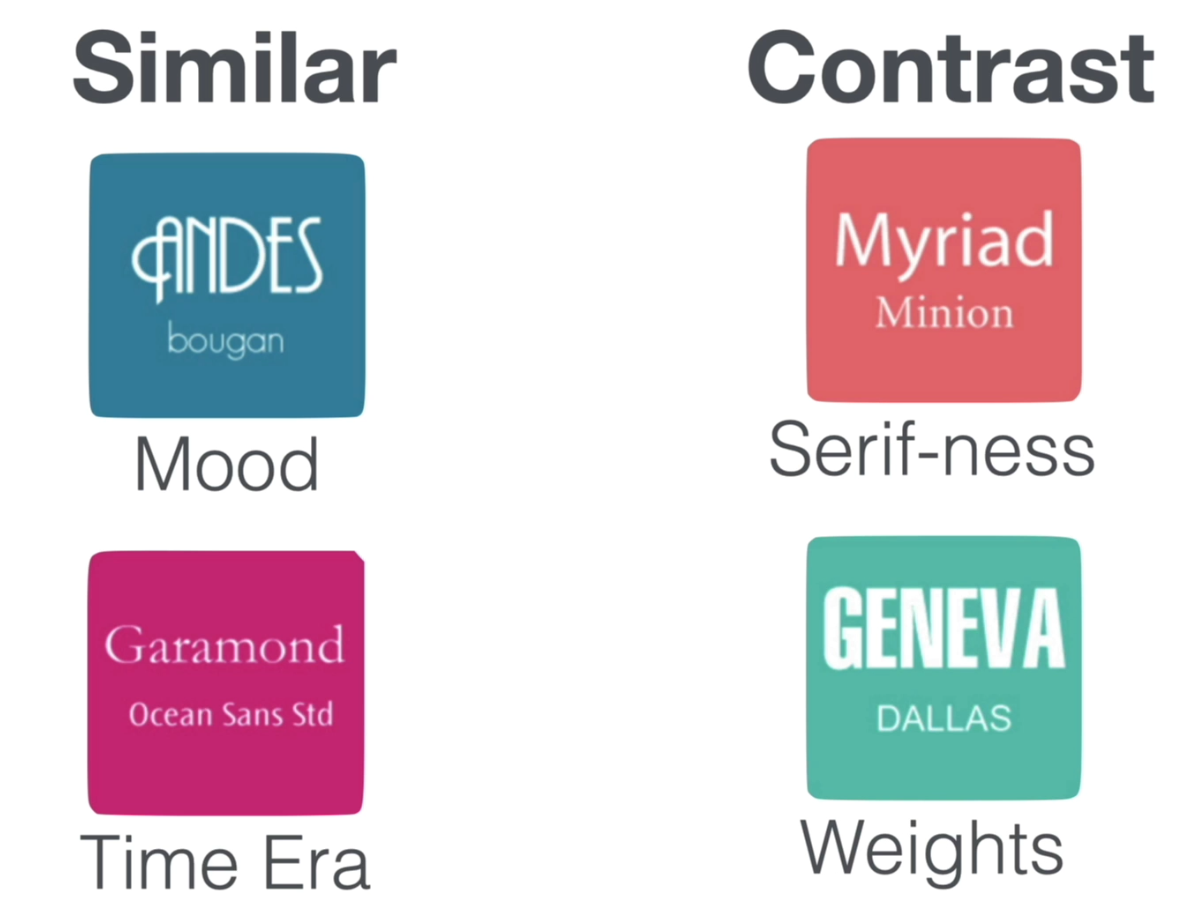 Similar
ANDES
bougan
Mood
Garamond
Ocean Sans Std
Time Era
Contrast
Myriad
Minion
Serif-ness
GENEVA
DALLAS
Weights